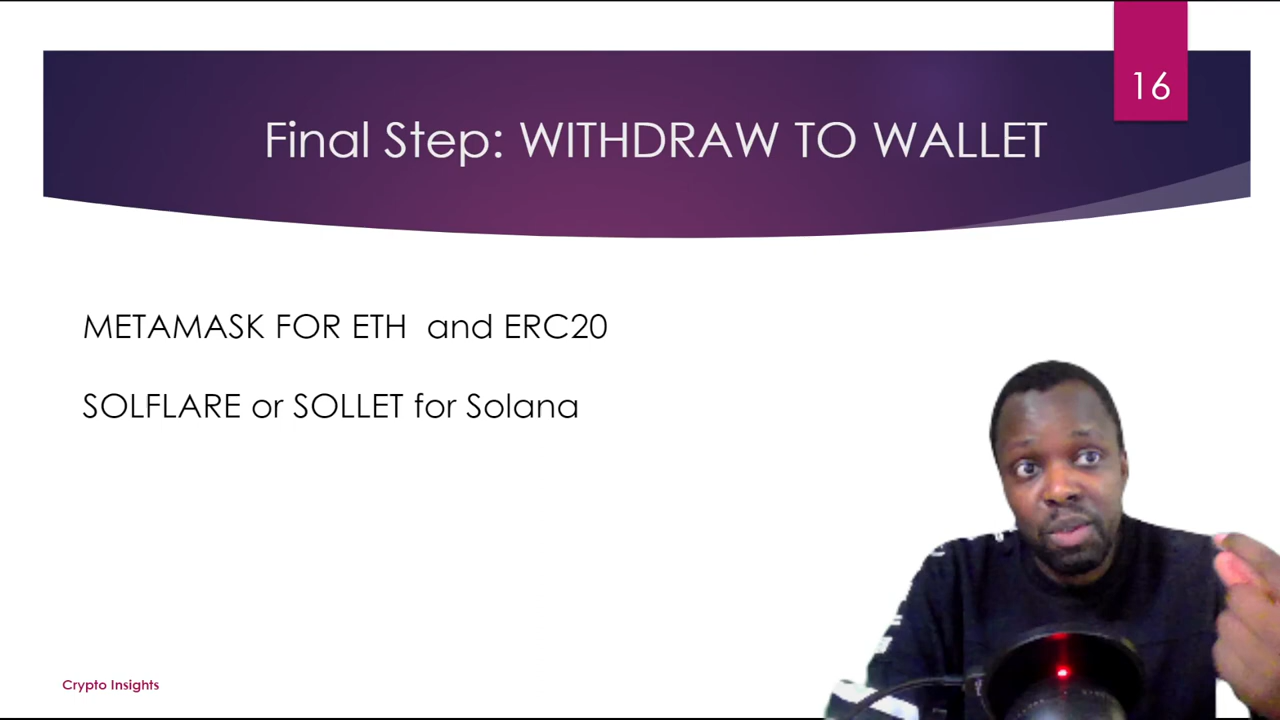 16
Final Step: WITHDRAW TO WALLET
METAMASK FOR ETH  and ERC20
SOLFLARE or SOLLET for Solana
Crypto Insights